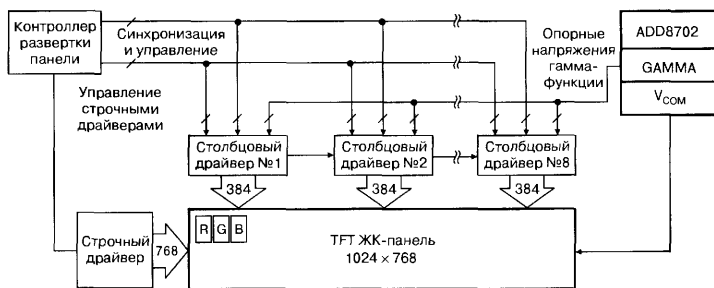 Контроллер
развертки
панели
Синхронизация
и управление
Управление
строчными
драйверами
Опорные
напряжения
гамма-
функции
ADD8702
GAMMA
VCOM
Столбцовый
драйвер №1
Столбцовый
драйвер №2
Столбцовый
драйвер №8
384
384
384
Строчный
драйвер
768
R G B
TFT ЖК-панель
1024 × 768